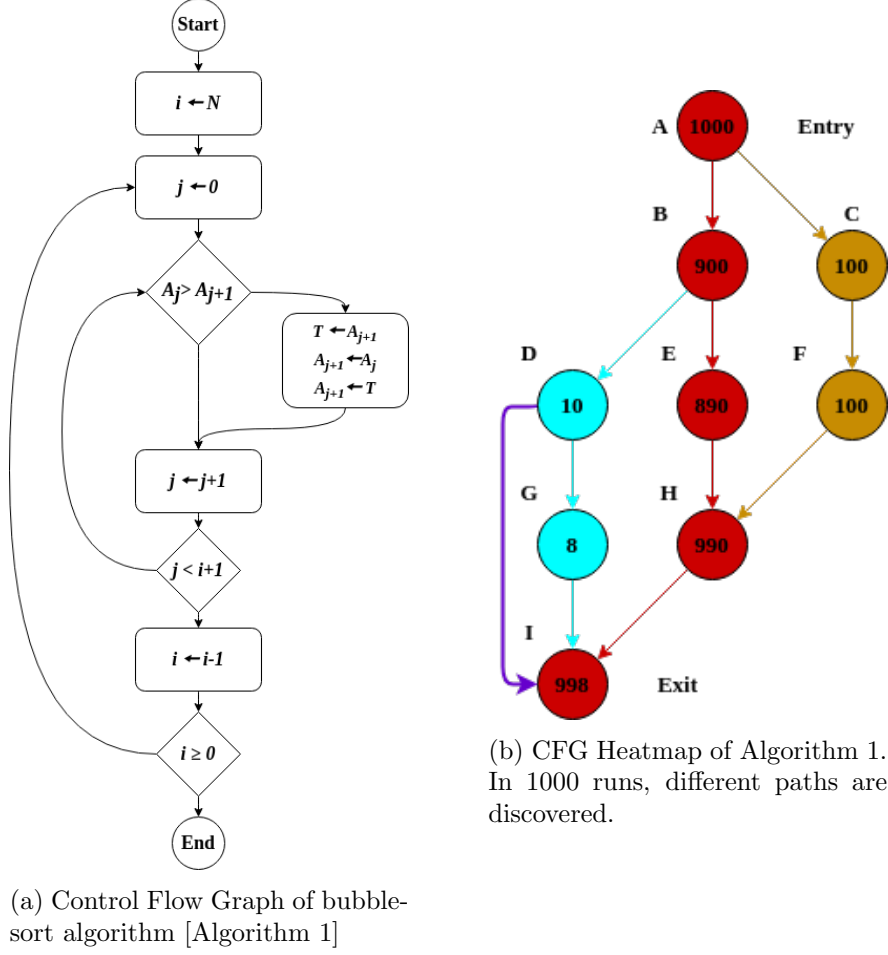 Start
i ←N
j ←0
Aj> Aj+1
T ←Aj+1
Aj+1←Aj
Aj+1←T
j ←j+1
j < i+1
i ←i-1
i ≥ 0
End
(a) Control Flow Graph of bubble-
sort algorithm [Algorithm 1]
A 1000 Entry
B C
900 100
D E F
10 890 100
G H
8 990
I
998 Exit
(b) CFG Heatmap of Algorithm 1.
In 1000 runs, different paths are
discovered.